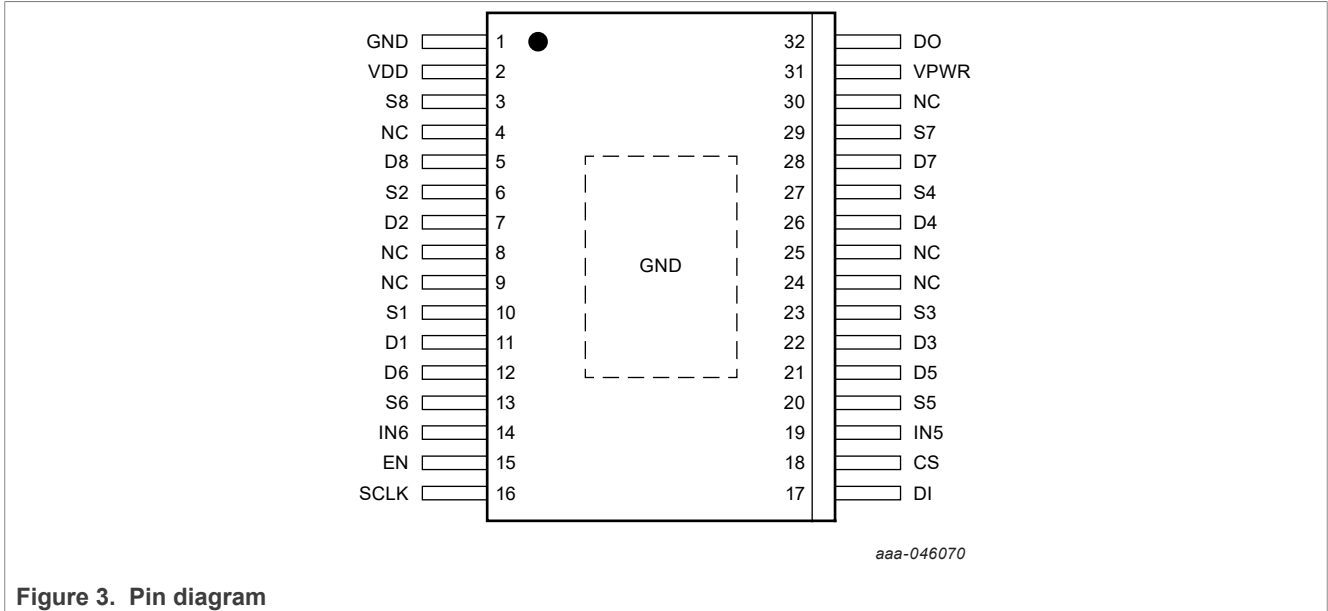 GND 1 32 DO
VDD 2 31 VPWR
S8 3 30 NC
NC 4 29 S7
D8 5 28 D7
S2 6 27 S4
D2 7 26 D4
NC 8 25 NC
GND
NC 9 24 NC
S1 10 23 S3
D1 11 22 D3
D6 12 21 D5
S6 13 20 S5
IN6 14 19 IN5
EN 15 18 CS
SCLK 16 17 DI
aaa-046070
Figure 3. Pin diagram